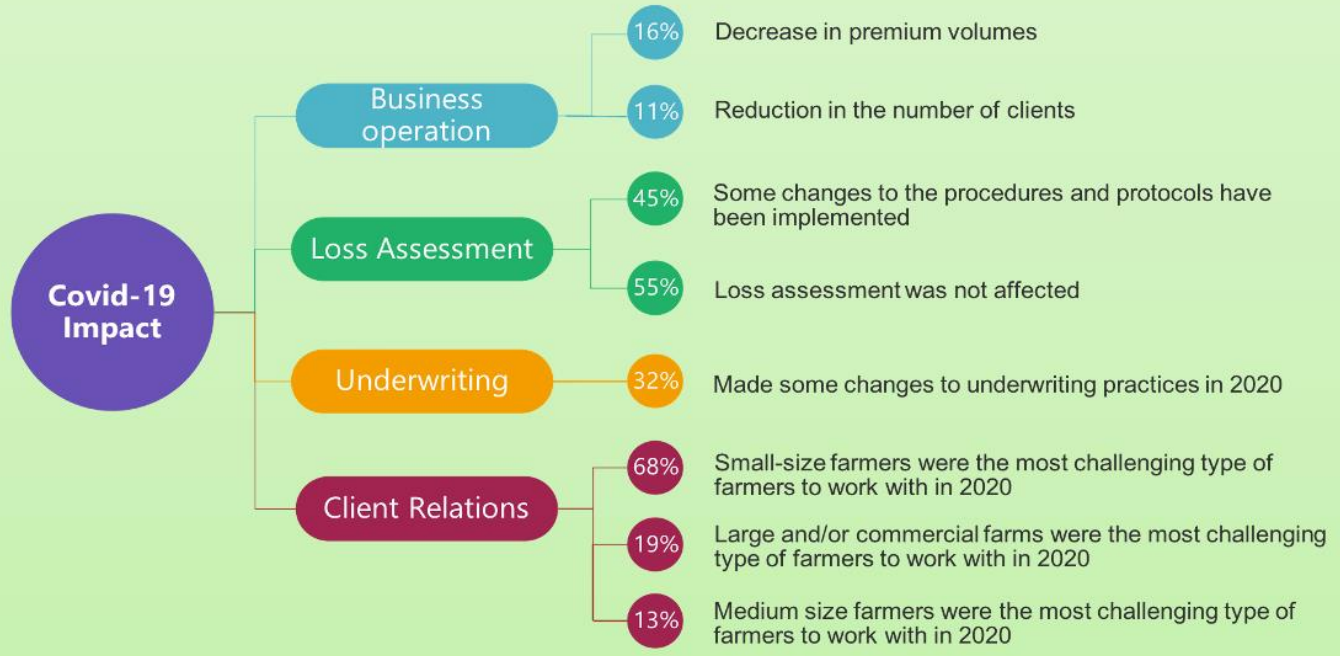 Covid-19
Impact
Business
operation
16%
Decrease in premium volumes
11%
Reduction in the number of clients
Loss Assessment
45%
Some changes to the procedures and protocols have
been implemented
55%
Loss assessment was not affected
Underwriting
32%
Made some changes to underwriting practices in 2020
Client Relations
68%
Small-size farmers were the most challenging type of
farmers to work with in 2020
19%
Large and/or commercial farms were the most challenging
type of farmers to work with in 2020
13%
Medium size farmers were the most challenging type of
farmers to work with in 2020